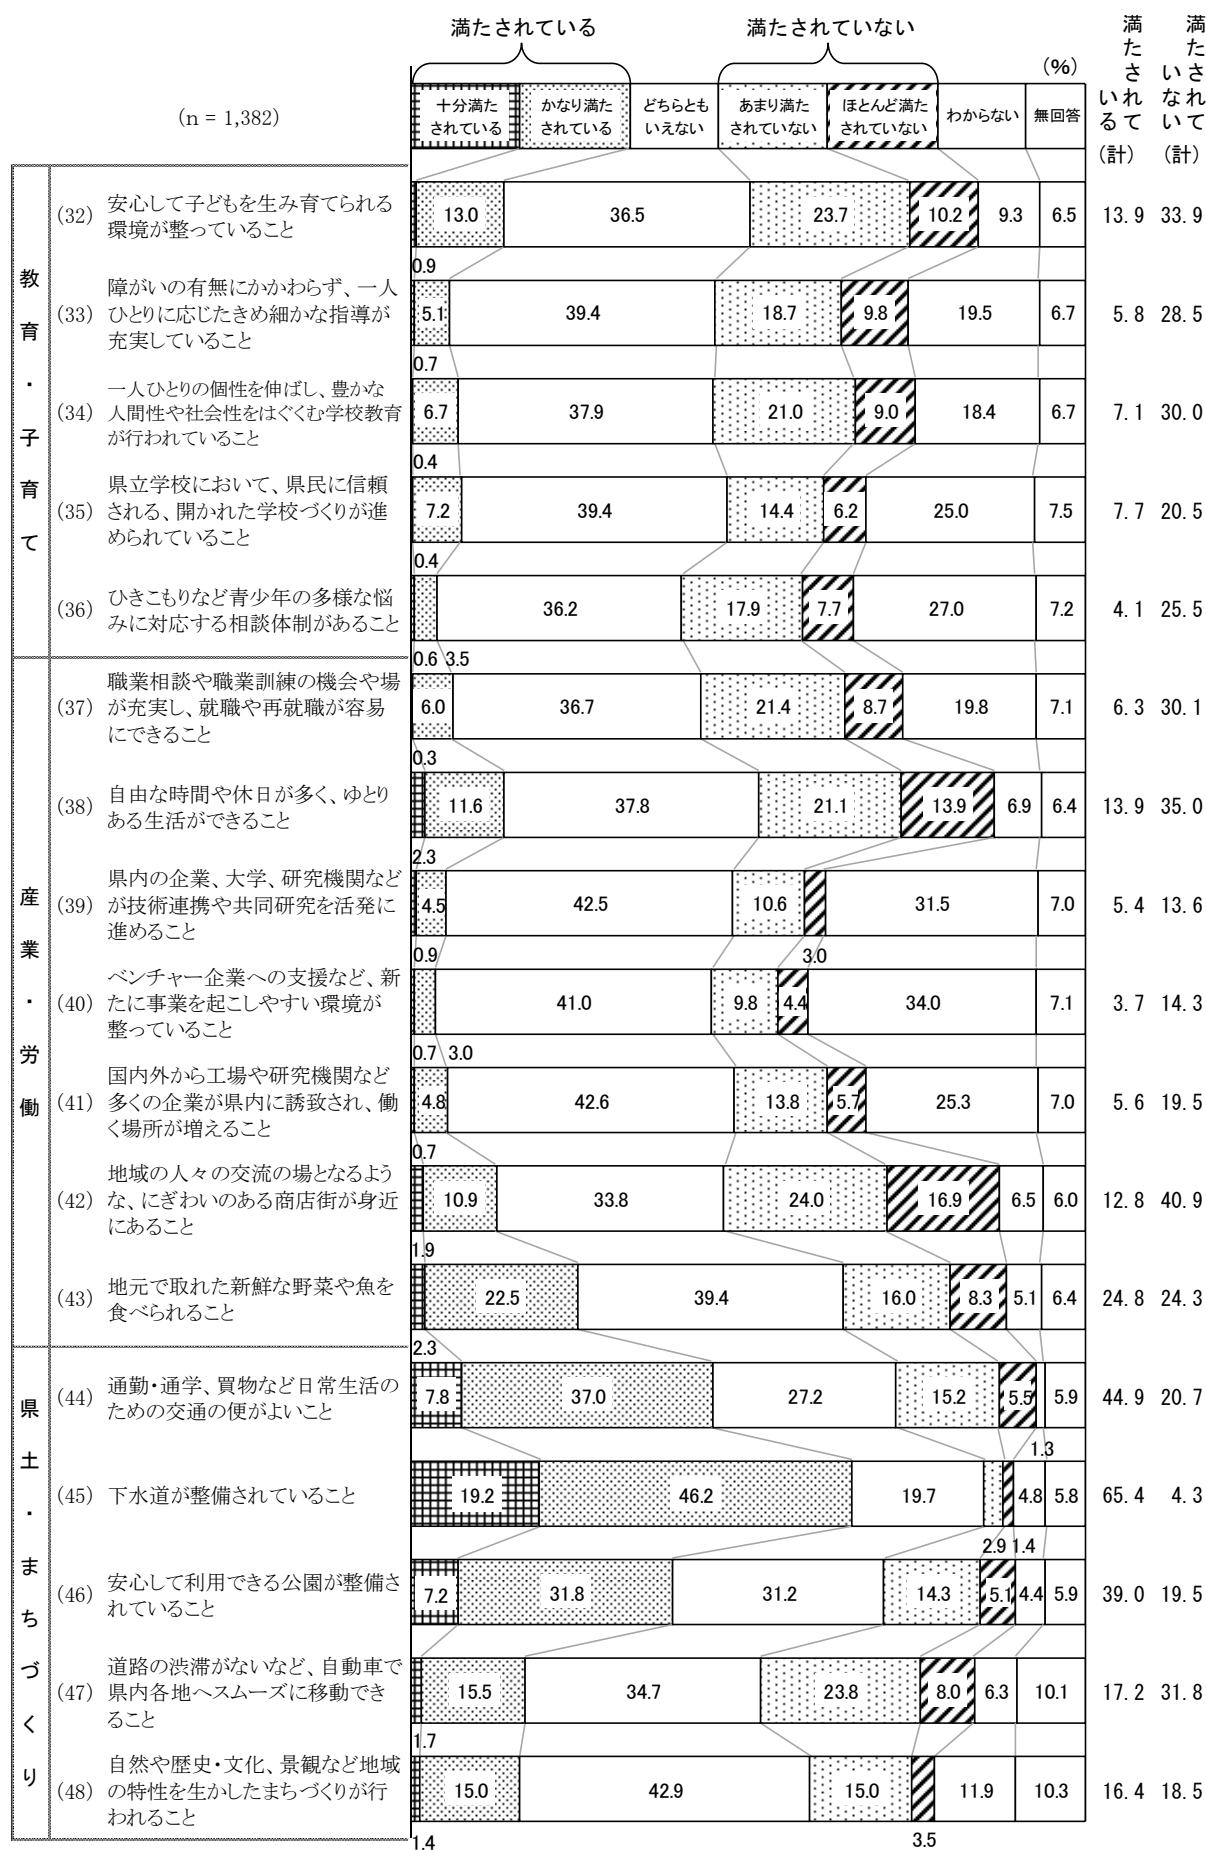 満たされている
満たされていない
(%)
満たされている(計)
満たされていない(計)
(n = 1,382)
十分満たされている
かなり満たされている
どちらともいえない
あまり満たされていない
ほとんど満たされていない
わからない
無回答
教育・子育て
(32) 安心して子どもを生み育てられる
環境が整っていること
13.0 36.5 23.7 10.2 9.3 6.5 13.9 33.9
0.9
(33) 障がいの有無にかかわらず、一人
ひとりに応じたきめ細かな指導が
充実していること
5.1 39.4 18.7 9.8 19.5 6.7 5.8 28.5
0.7
(34) 一人ひとりの個性を伸ばし、豊かな
人間性や社会性をはぐくむ学校教育
が行われていること
6.7 37.9 21.0 9.0 18.4 6.7 7.1 30.0
0.4
(35) 県立学校において、県民に信頼
される、開かれた学校づくりが進
められていること
7.2 39.4 14.4 6.2 25.0 7.5 7.7 20.5
0.4
(36) ひきこもりなど青少年の多様な悩
みに対応する相談体制があること
36.2 17.9 7.7 27.0 7.2 4.1 25.5
0.6 3.5
産業・労働
(37) 職業相談や職業訓練の機会や場
が充実し、就職や再就職が容易
にできること
6.0 36.7 21.4 8.7 19.8 7.1 6.3 30.1
0.3
(38) 自由な時間や休日が多く、ゆとり
ある生活ができること
11.6 37.8 21.1 13.9 6.9 6.4 13.9 35.0
2.3
(39) 県内の企業、大学、研究機関など
が技術連携や共同研究を活発に
進めること
4.5 42.5 10.6 31.5 7.0 5.4 13.6
0.9 3.0
(40) ベンチャー企業への支援など、新
たに事業を起こしやすい環境が
整っていること
41.0 9.8 4.4 34.0 7.1 3.7 14.3
0.7 3.0
(41) 国内外から工場や研究機関など
多くの企業が県内に誘致され、働
く場所が増えること
4.8 42.6 13.8 5.7 25.3 7.0 5.6 19.5
0.7
(42) 地域の人々の交流の場となるよう
な、にぎわいのある商店街が身近
にあること
10.9 33.8 24.0 16.9 6.5 6.0 12.8 40.9
1.9
(43) 地元で取れた新鮮な野菜や魚を
食べられること
22.5 39.4 16.0 8.3 5.1 6.4 24.8 24.3
2.3
県土・まちづくり
(44) 通勤・通学、買物など日常生活の
ための交通の便がよいこと
7.8 37.0 27.2 15.2 5.5 5.9 44.9 20.7
1.3
(45) 下水道が整備されていること
19.2 46.2 19.7 4.8 5.8 65.4 4.3
2.9 1.4
(46) 安心して利用できる公園が整備さ
れていること
7.2 31.8 31.2 14.3 5.1 4.4 5.9 39.0 19.5
(47) 道路の渋滞がないなど、自動車で
県内各地へスムーズに移動でき
ること
15.5 34.7 23.8 8.0 6.3 10.1 17.2 31.8
1.7
(48) 自然や歴史・文化、景観など地域
の特性を生かしたまちづくりが行
われること
15.0 42.9 15.0 11.9 10.3 16.4 18.5
1.4 3.5